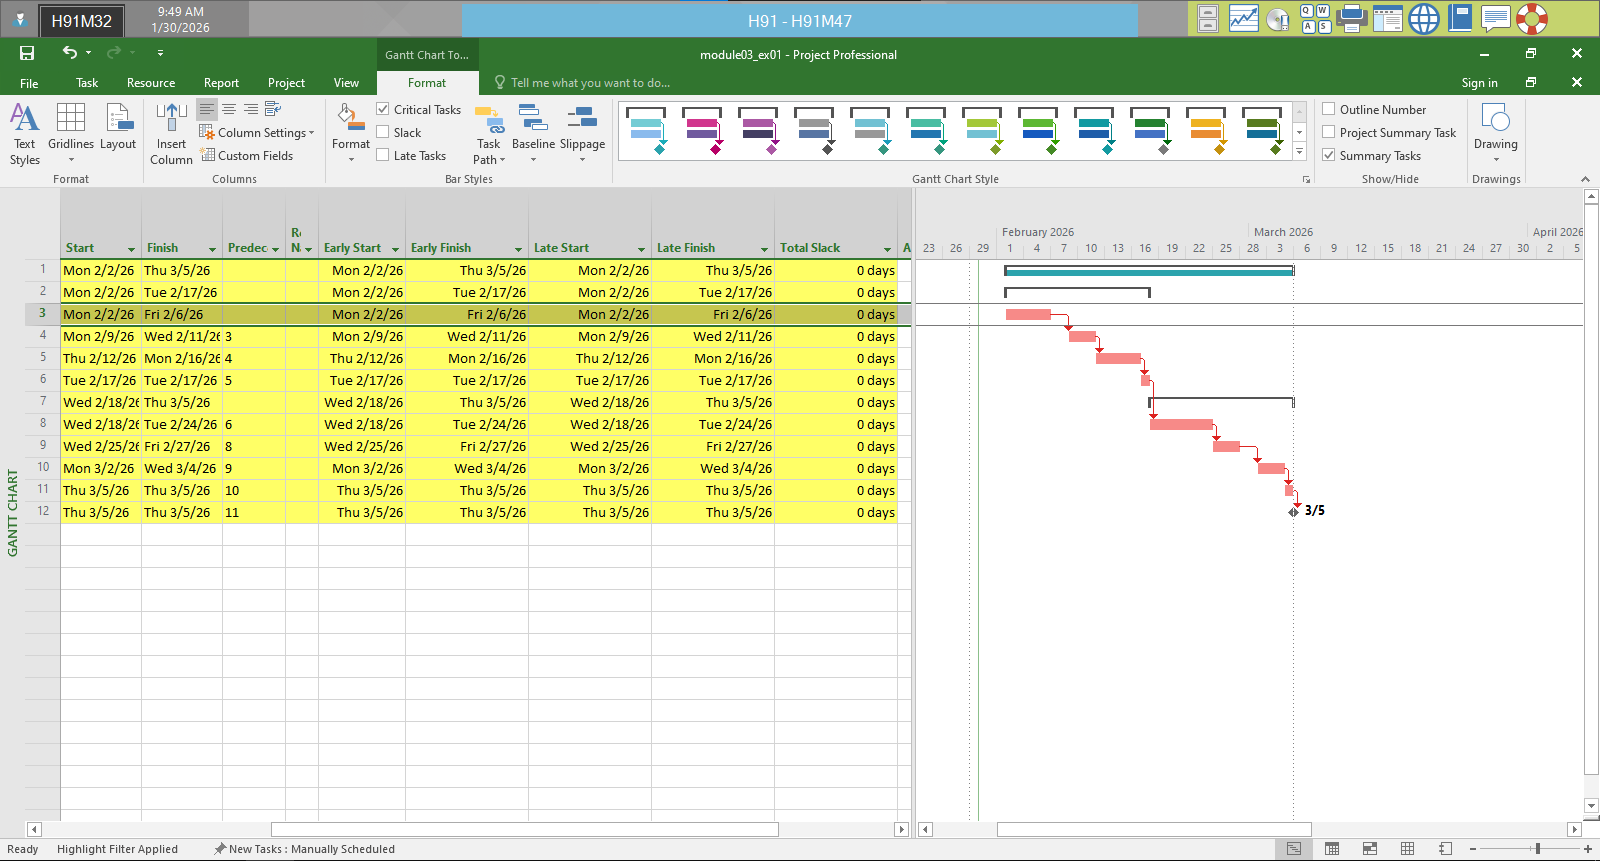 H91M32
9:49 AM
1/30/2026
H91 - H91M47
Q W
A S
Gantt Chart To...
module03_ex01 - Project Professional
File
Task
Resource
Report
Project
View
Format
Tell me what you want to do...
Sign in
Text Styles
Gridlines
Layout
Format
Insert Column
Column Settings
Custom Fields
Columns
Format
Critical Tasks
Slack
Late Tasks
Task Path
Baseline
Slippage
Bar Styles
Gantt Chart Style
Outline Number
Project Summary Task
Summary Tasks
Show/Hide
Drawing
Drawings
Start Finish Predec Re N Early Start Early Finish Late Start Late Finish Total Slack A
February 2026 March 2026 April 2026
23 26 29 1 4 7 10 13 16 19 22 25 28 3 6 9 12 15 18 21 24 27 30 2 5
1 Mon 2/2/26 Thu 3/5/26 Mon 2/2/26 Thu 3/5/26 Mon 2/2/26 Thu 3/5/26 0 days
2 Mon 2/2/26 Tue 2/17/26 Mon 2/2/26 Tue 2/17/26 Mon 2/2/26 Tue 2/17/26 0 days
3 Mon 2/2/26 Fri 2/6/26 Mon 2/2/26 Fri 2/6/26 Mon 2/2/26 Fri 2/6/26 0 days
4 Mon 2/9/26 Wed 2/11/26 3 Mon 2/9/26 Wed 2/11/26 Mon 2/9/26 Wed 2/11/26 0 days
5 Thu 2/12/26 Mon 2/16/26 4 Thu 2/12/26 Mon 2/16/26 Thu 2/12/26 Mon 2/16/26 0 days
6 Tue 2/17/26 Tue 2/17/26 5 Tue 2/17/26 Tue 2/17/26 Tue 2/17/26 Tue 2/17/26 0 days
7 Wed 2/18/26 Thu 3/5/26 Wed 2/18/26 Thu 3/5/26 Wed 2/18/26 Thu 3/5/26 0 days
8 Wed 2/18/26 Tue 2/24/26 6 Wed 2/18/26 Tue 2/24/26 Wed 2/18/26 Tue 2/24/26 0 days
9 Wed 2/25/26 Fri 2/27/26 8 Wed 2/25/26 Fri 2/27/26 Wed 2/25/26 Fri 2/27/26 0 days
10 Mon 3/2/26 Wed 3/4/26 9 Mon 3/2/26 Wed 3/4/26 Mon 3/2/26 Wed 3/4/26 0 days
11 Thu 3/5/26 Thu 3/5/26 10 Thu 3/5/26 Thu 3/5/26 Thu 3/5/26 Thu 3/5/26 0 days
12 Thu 3/5/26 Thu 3/5/26 11 Thu 3/5/26 Thu 3/5/26 Thu 3/5/26 Thu 3/5/26 0 days
3/5
GANTT CHART
Ready
Highlight Filter Applied
New Tasks : Manually Scheduled